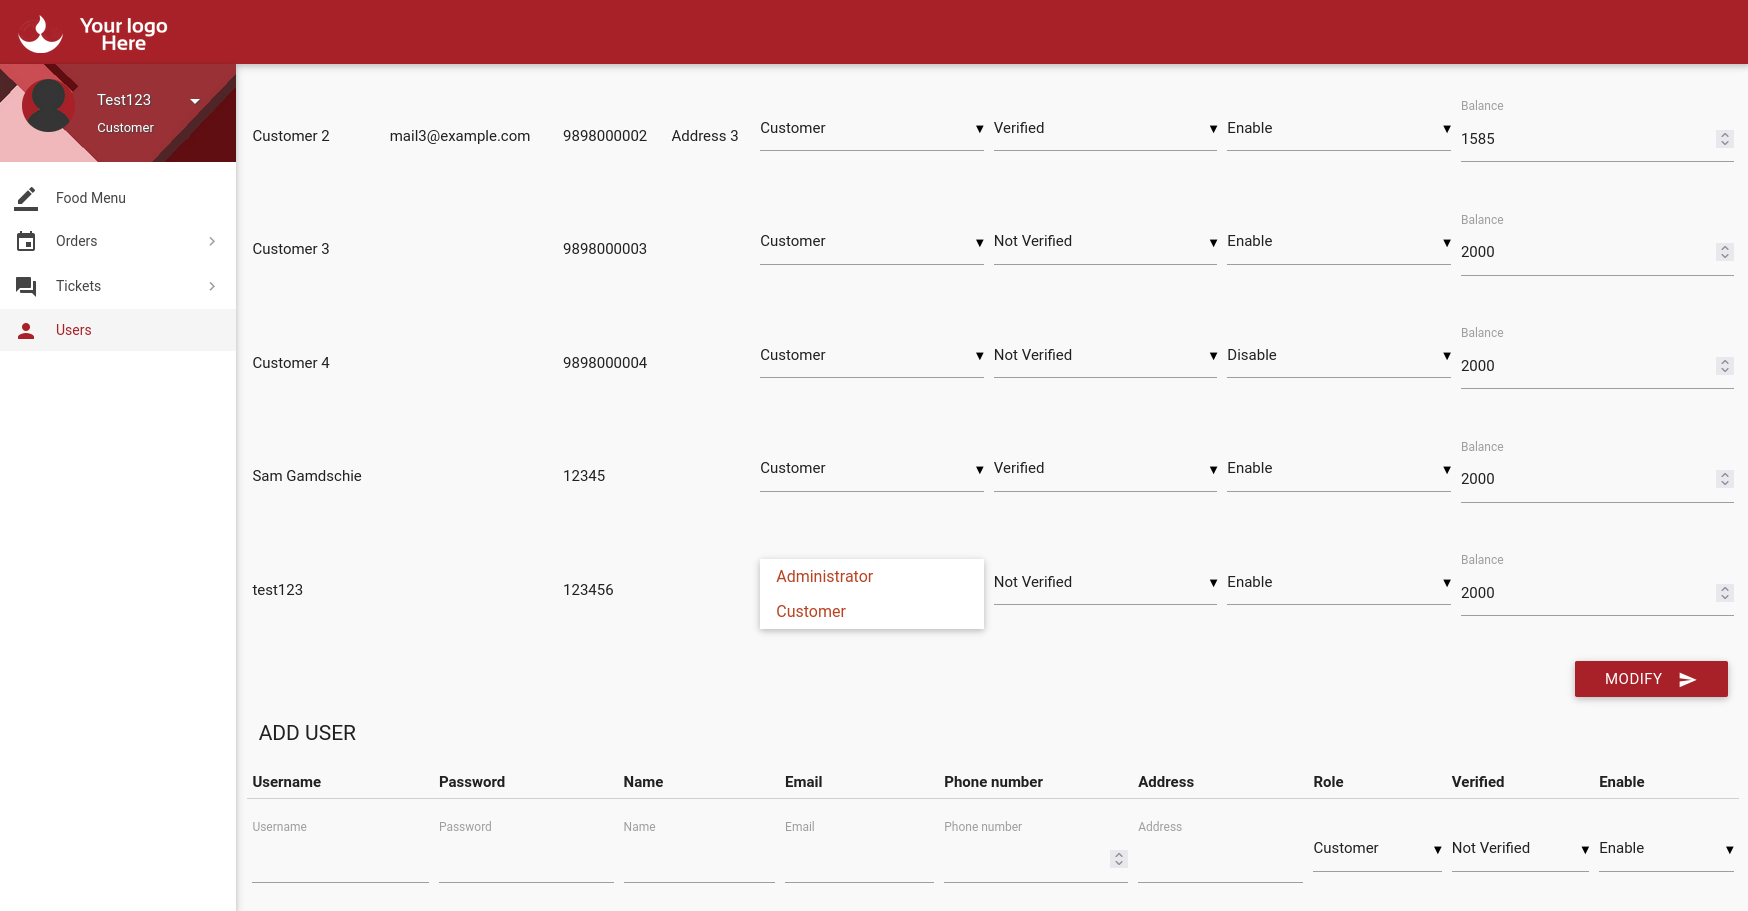 Your logo
Here
Test123
Customer
Food Menu
Orders
Tickets
Users
Balance
Customer 2 mail3@example.com 9898000002 Address 3 Customer Verified Enable 1585
Balance
Customer 3 9898000003 Customer Not Verified Enable 2000
Balance
Customer 4 9898000004 Customer Not Verified Disable 2000
Balance
Sam Gamdschie 12345 Customer Verified Enable 2000
Balance
test123 123456 Administrator Not Verified Enable 2000
Customer
MODIFY
ADD USER
Username Password Name Email Phone number Address Role Verified Enable
Username Password Name Email Phone number Address
Customer Not Verified Enable